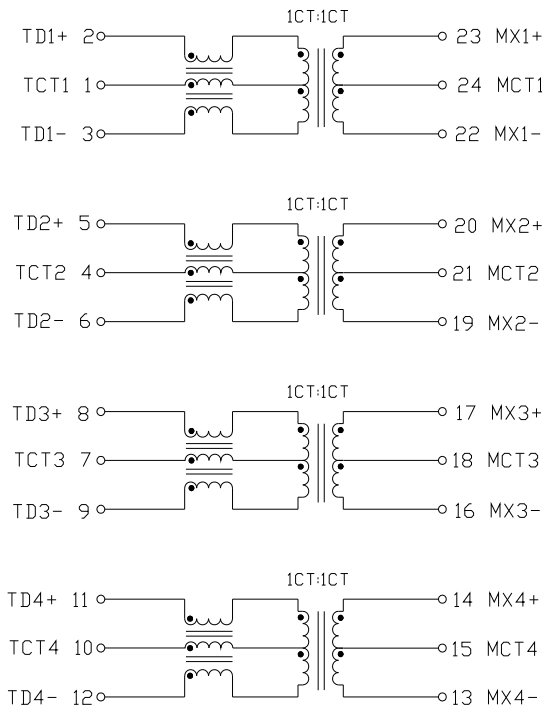 1CT:1CT
TD1+ 2 23 MX1+
TCT1 1 24 MCT1
TD1- 3 22 MX1-
1CT:1CT
TD2+ 5 20 MX2+
TCT2 4 21 MCT2
TD2- 6 19 MX2-
1CT:1CT
TD3+ 8 17 MX3+
TCT3 7 18 MCT3
TD3- 9 16 MX3-
1CT:1CT
TD4+ 11 14 MX4+
TCT4 10 15 MCT4
TD4- 12 13 MX4-